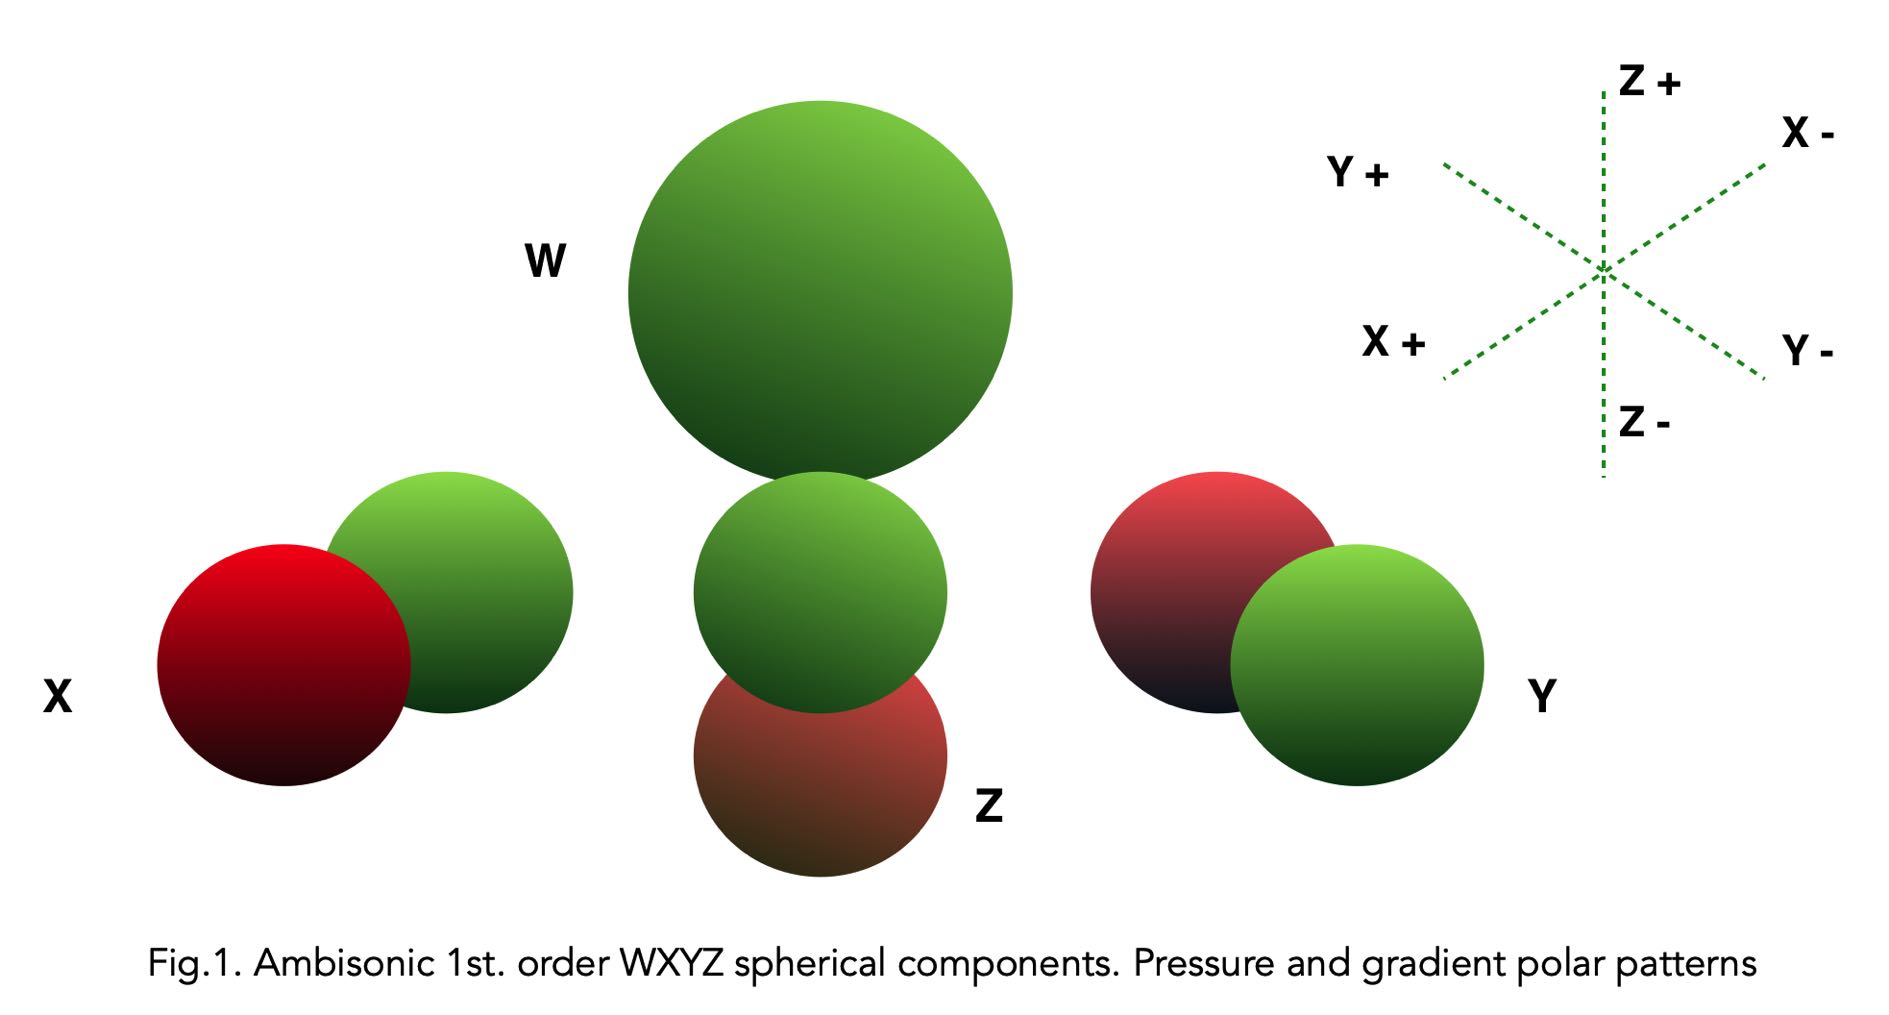 Z +
X -
Y +
W
X +
Y -
Z -
X
Y
Z
Fig.1. Ambisonic 1st. order WXYZ spherical components. Pressure and gradient polar patterns